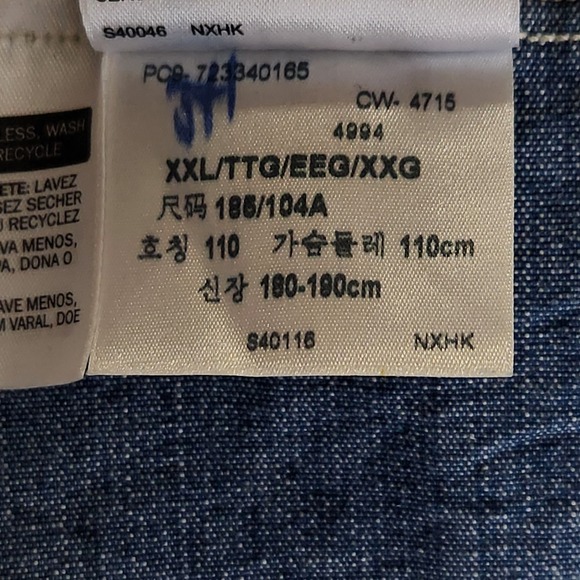 S40046 NXHK
PC9-723340165
CW- 4715
4994
XXL/TTG/EEG/XXG
尺码 185/104A
호칭 110 가슴둘레 110cm
신장 180-190cm
S40116 NXHK
LESS, WASH
RECYCLE
ETE: LAVEZ
SEZ SECHER
U RECYCLEZ
VA MENOS,
PA, DONA O
AVE MENOS,
M VARAL, DOE